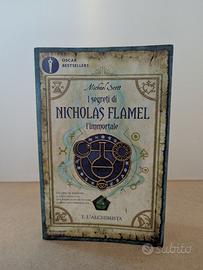 OSCAR
BESTSELLERS
Michael Scott
I segreti di
NICHOLAS FLAMEL
l'immortale
1. L'ALCHIMISTA
subito